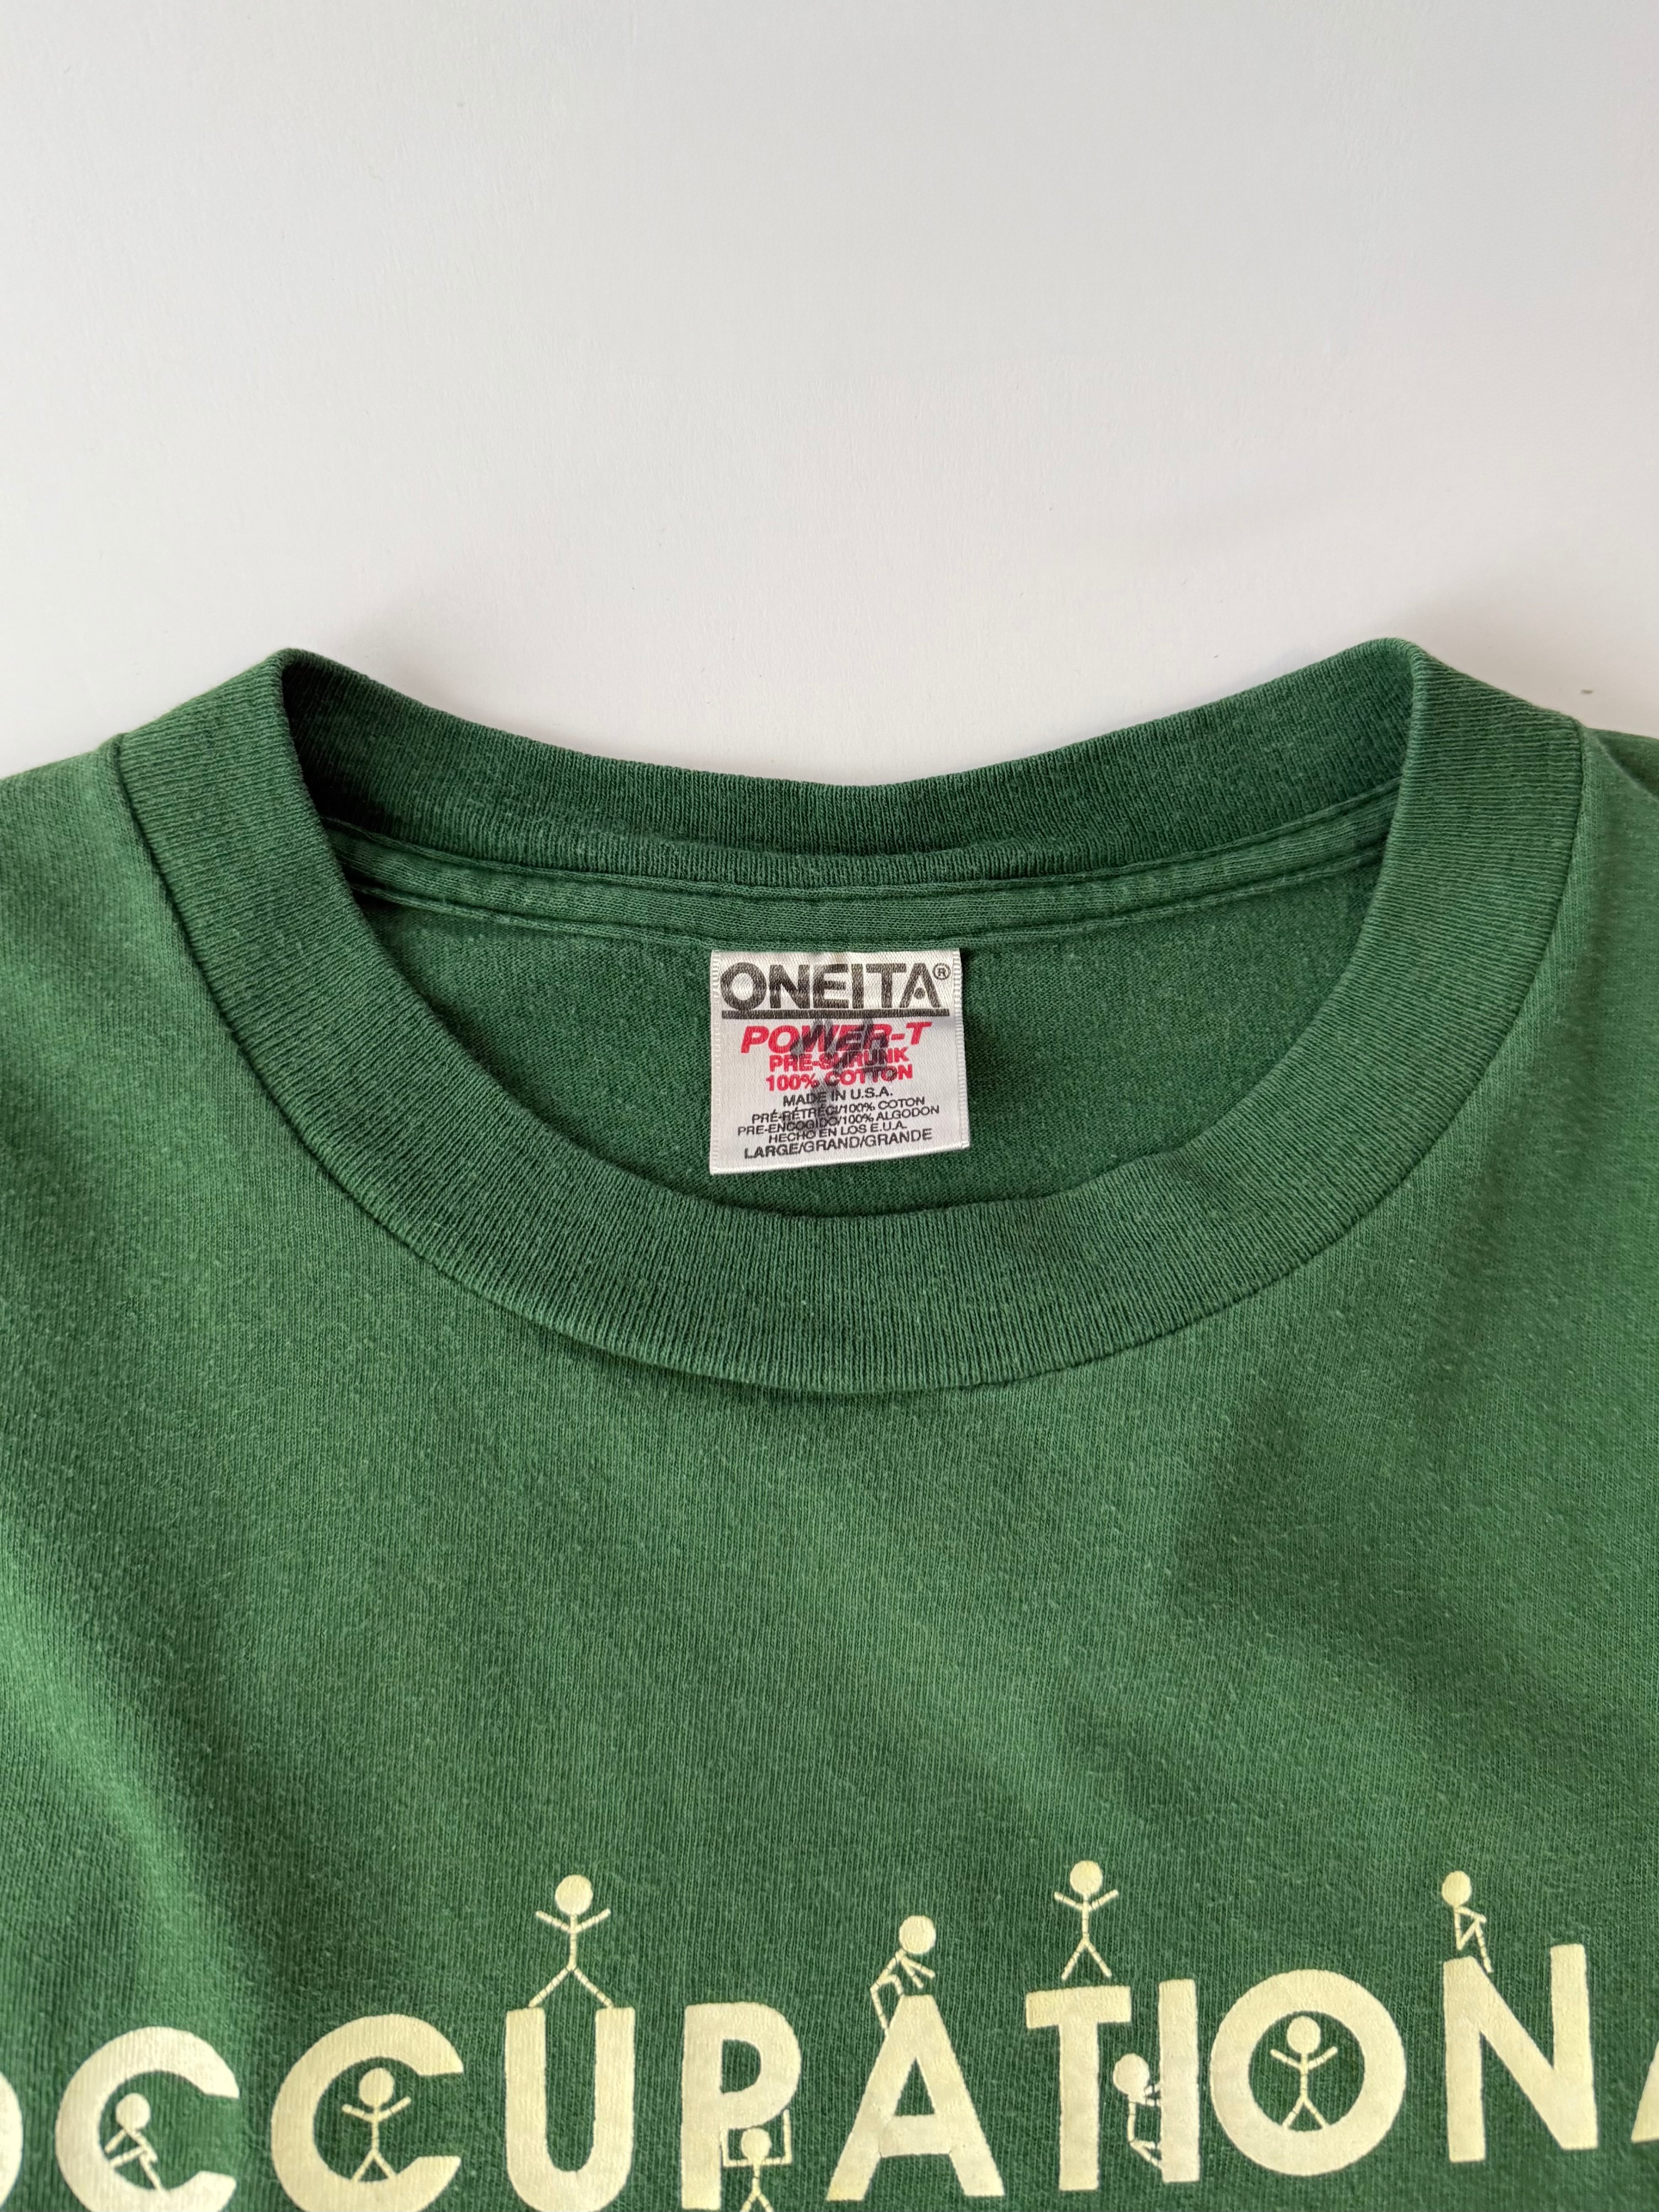 ONEITA®
POWER-T
PRE-SHRUNK
100% COTTON
MADE IN U.S.A.
PRÉ-RÉTRÉCI/100% COTON
PRE-ENCOGIDO/100% ALGODON
HECHO EN LOS E.U.A.
LARGE/GRAND/GRANDE
OCCUPATIONA